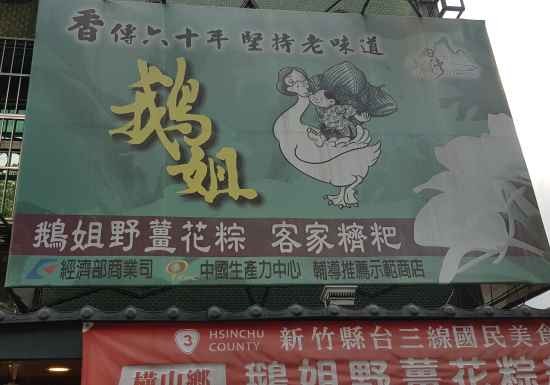 香傳六十年 堅持老味道
鵝姐
鵝姐野薑花粽 客家糍粑
經濟部商業司 中國生產力中心 輔導推薦示範商店
3 HSINCHU COUNTY 新竹縣台三線國民美食
橫山鄉 鵝姐野薑花粽